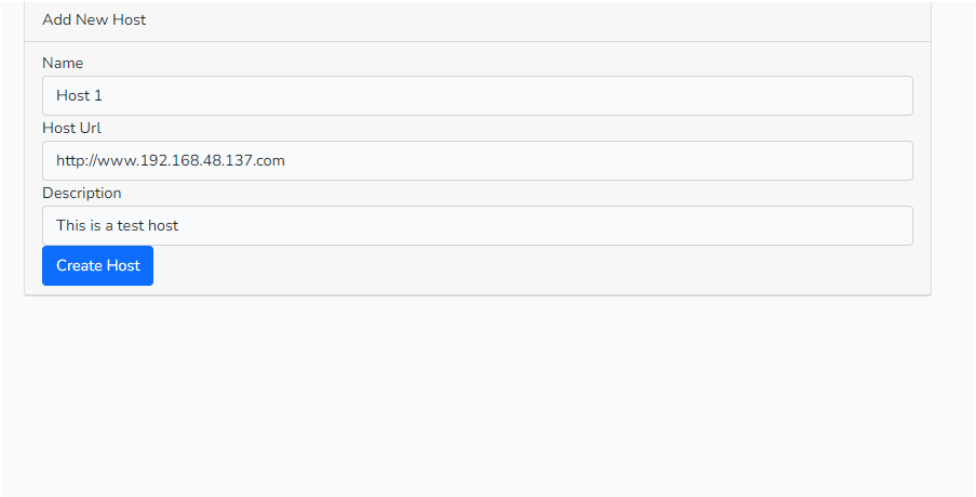 Add New Host
Name
Host 1
Host Url
http://www.192.168.48.137.com
Description
This is a test host
Create Host